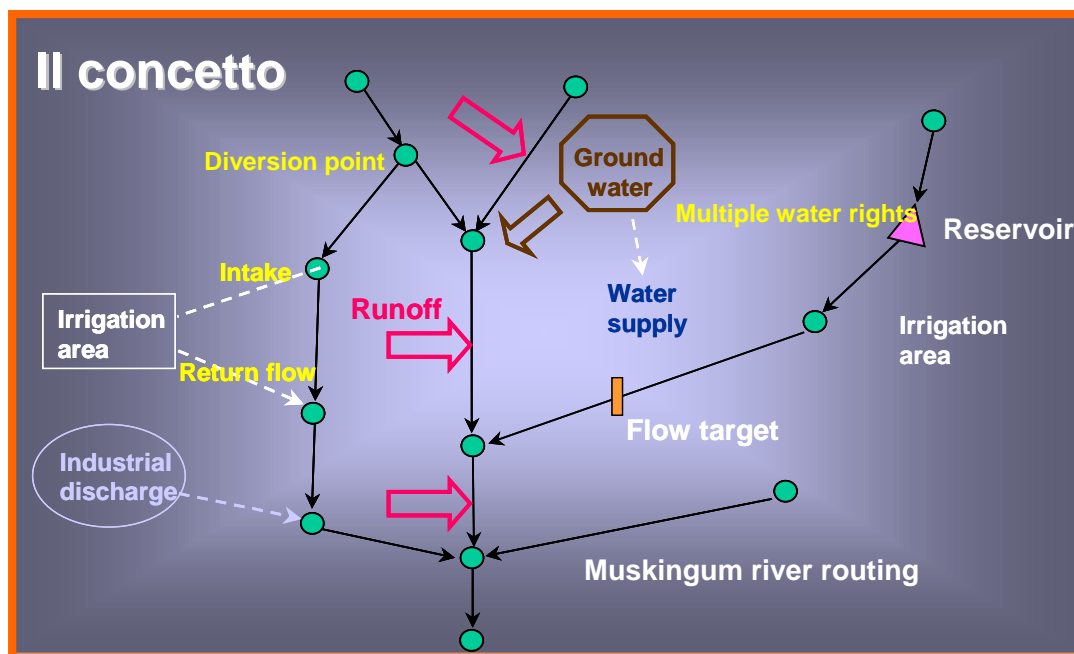 Il concetto
Diversion point
Ground
water
Multiple water rights
Reservoir
Intake
Water
supply
Irrigation
area
Runoff
Irrigation
area
Return flow
Flow target
Industrial
discharge
Muskingum river routing